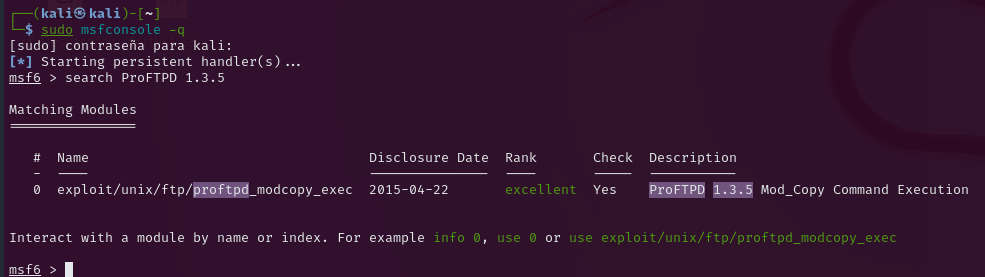 ┌──(kali㉿kali)-[~]
└─$ sudo msfconsole -q
[sudo] contraseña para kali:
[*] Starting persistent handler(s)...
msf6 > search ProFTPD 1.3.5
Matching Modules
================
# Name Disclosure Date Rank Check Description
- ---- --------------- ---- ----- -----------
0 exploit/unix/ftp/proftpd_modcopy_exec 2015-04-22 excellent Yes ProFTPD 1.3.5 Mod_Copy Command Execution
Interact with a module by name or index. For example info 0, use 0 or use exploit/unix/ftp/proftpd_modcopy_exec
msf6 >